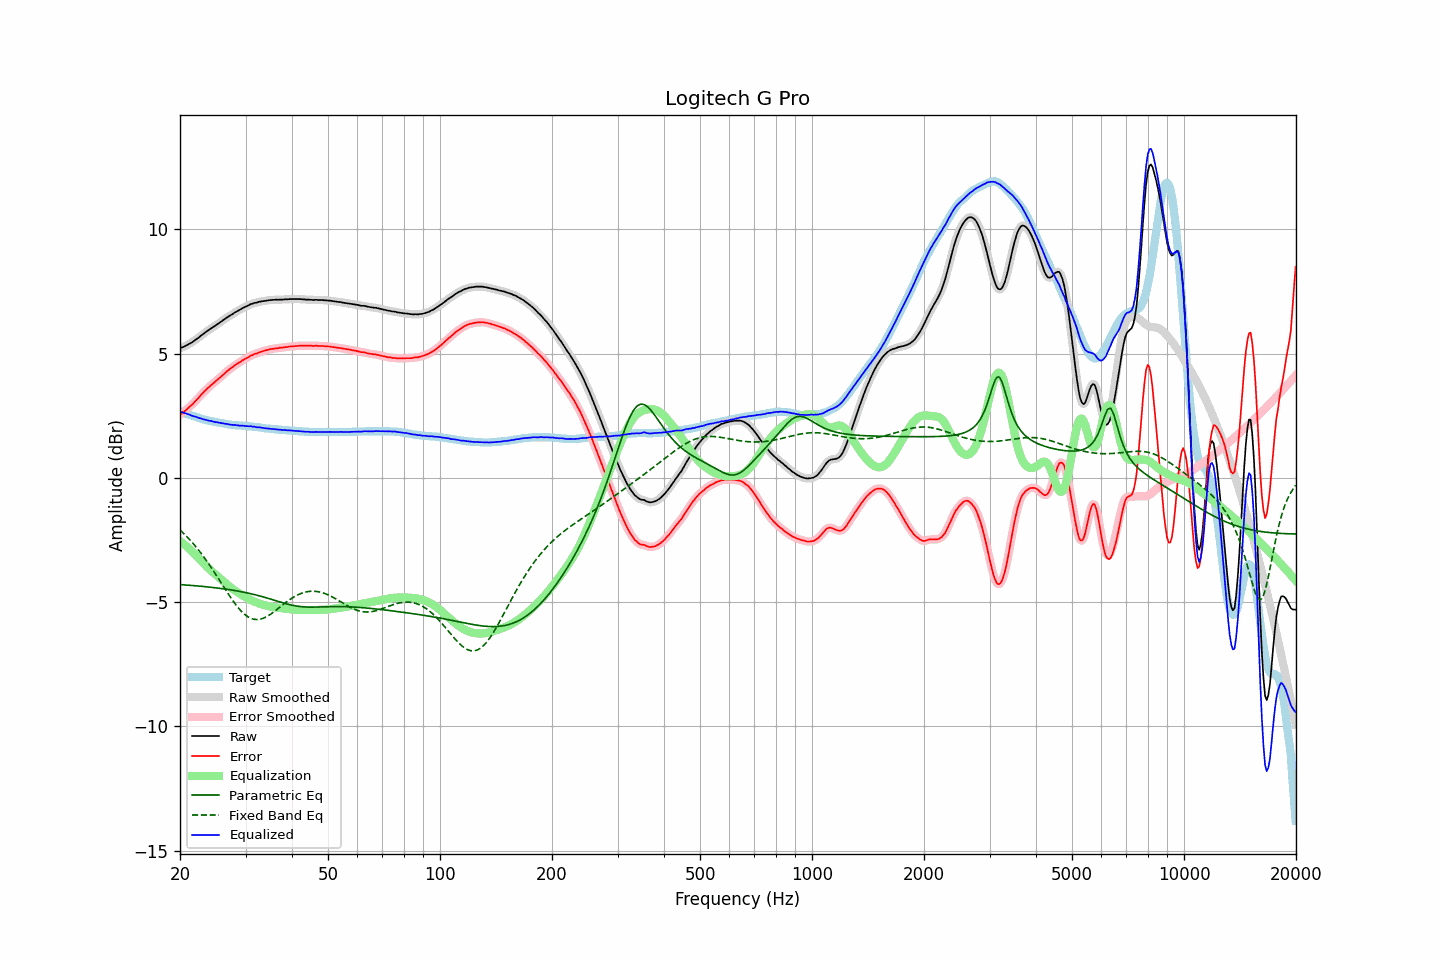 Logitech G Pro
Amplitude (dBr)
10
5
0
−5
−10
−15
Target
Raw Smoothed
Error Smoothed
Raw
Error
Equalization
Parametric Eq
Fixed Band Eq
Equalized
20 50 100 200 500 1000 2000 5000 10000 20000
Frequency (Hz)